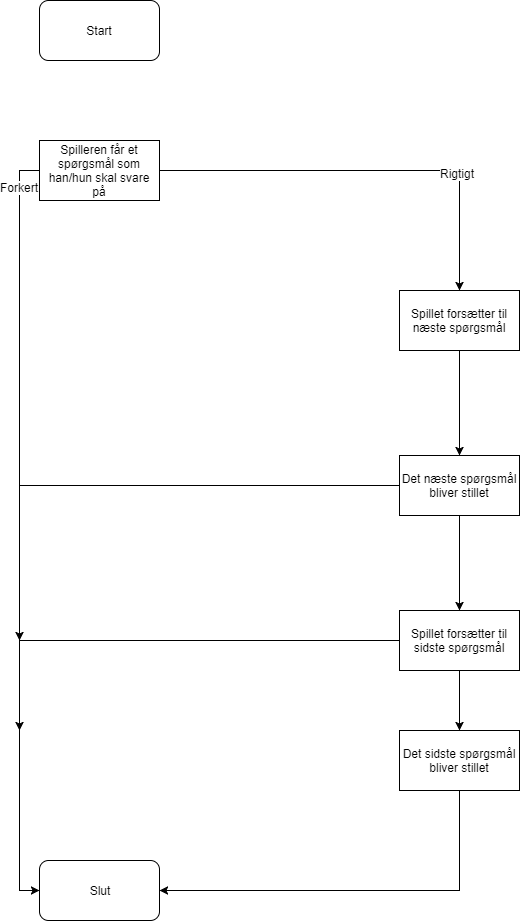 Start
Spilleren får et
spørgsmål som
han/hun skal svare
på
Forkert
Rigtigt
Spillet forsætter til
næste spørgsmål
Det næste spørgsmål
bliver stillet
Spillet forsætter til
sidste spørgsmål
Det sidste spørgsmål
bliver stillet
Slut